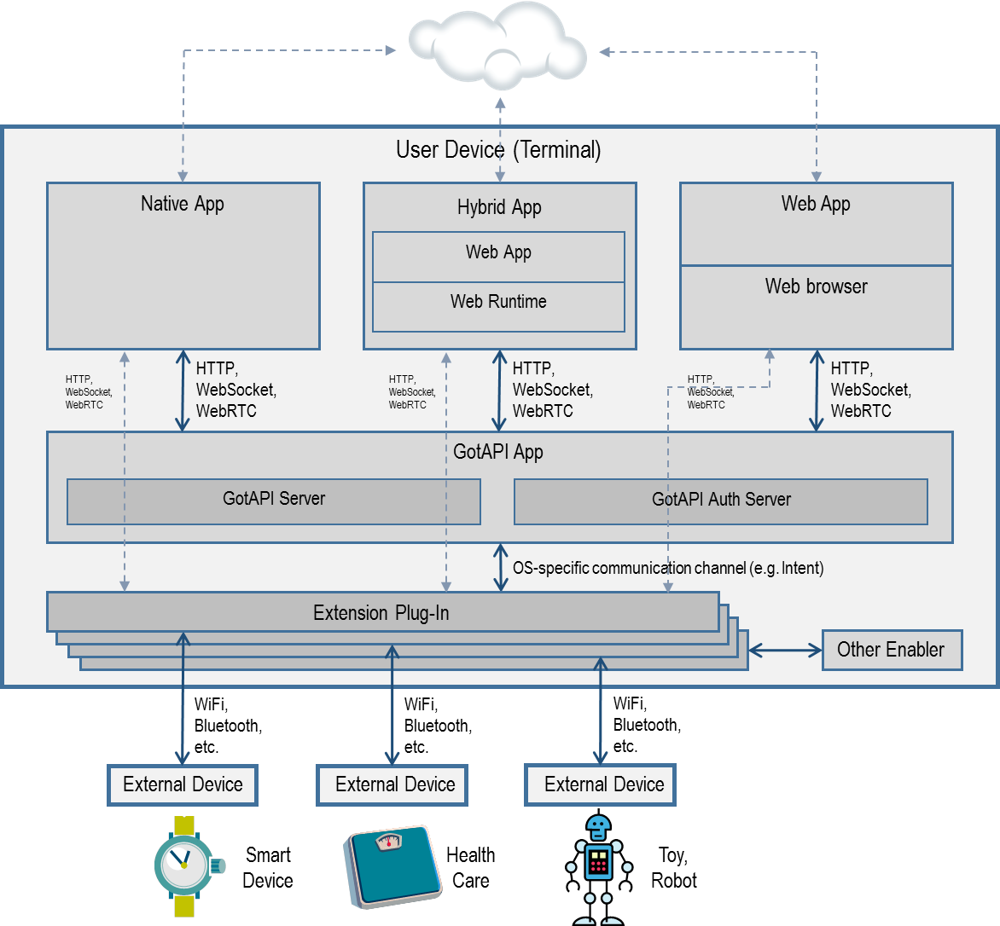 User Device (Terminal)
Native App
Hybrid App
Web App
Web App
Web Runtime
Web browser
HTTP,
WebSocket,
WebRTC
HTTP,
WebSocket,
WebRTC
HTTP,
WebSocket,
WebRTC
HTTP,
WebSocket,
WebRTC
HTTP,
WebSocket,
WebRTC
HTTP,
WebSocket,
WebRTC
GotAPI App
GotAPI Server
GotAPI Auth Server
OS-specific communication channel (e.g. Intent)
Extension Plug-In
Other Enabler
WiFi,
Bluetooth,
etc.
WiFi,
Bluetooth,
etc.
WiFi,
Bluetooth,
etc.
External Device
External Device
External Device
Smart
Device
Health
Care
Toy,
Robot